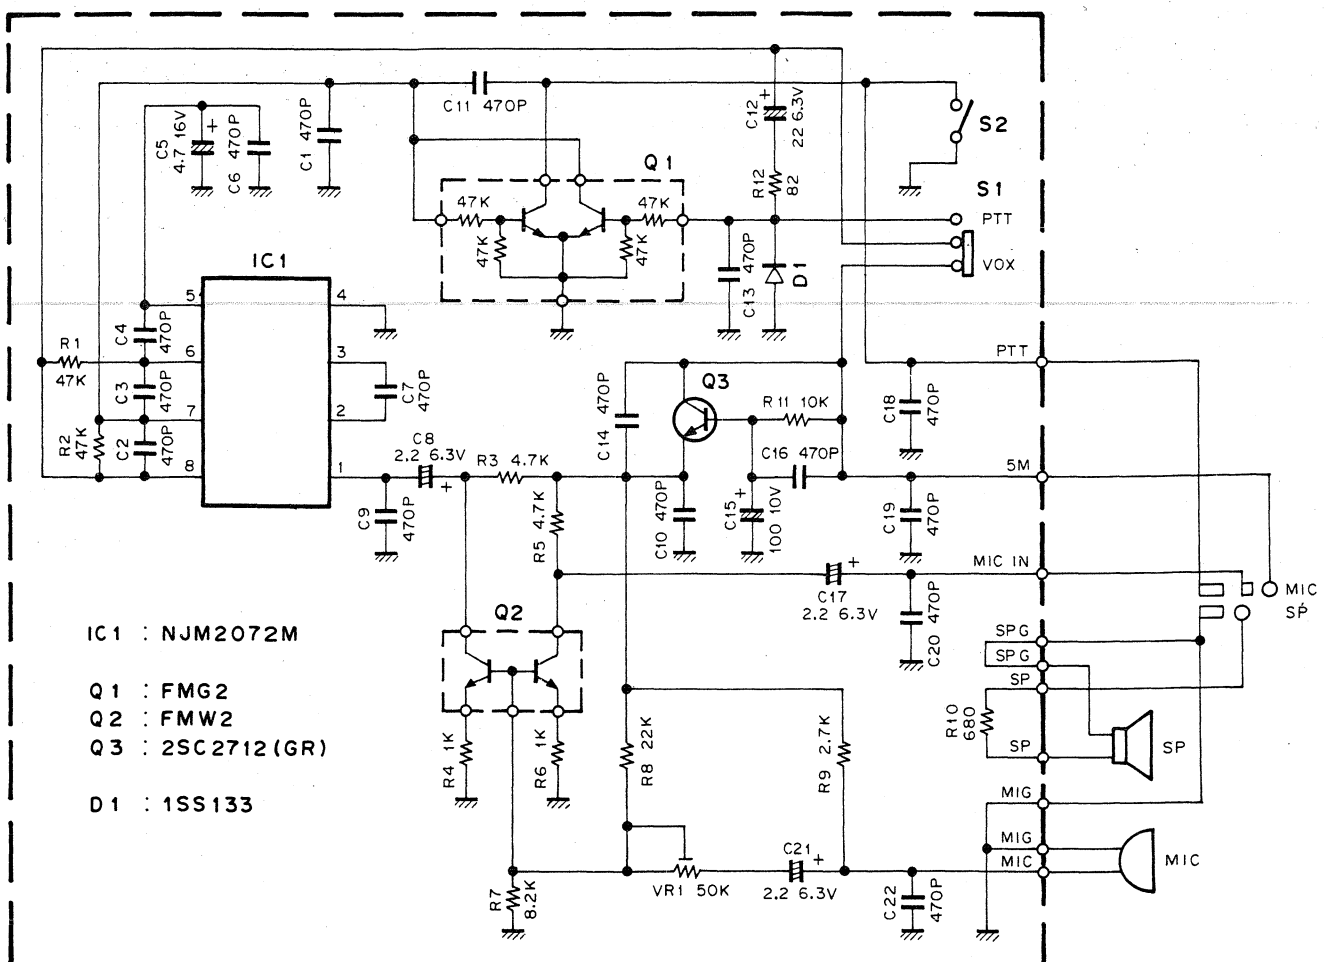 C11 470P
C12 + 22 6.3V
S2
C5 4.7 16V +
C6 470P
C1 470P
Q1
R12 82
S1
47K
47K
PTT
47K
47K
C13 470P
D1
VOX
IC1
5
4
C4 470P
R1
47K
6
3
PTT
C3 470P
C7 470P
C14 470P
Q3
R11 10K
C18 470P
7
2
R2 47K
C2 470P
C8
2.2 6.3V
+
R3 4.7K
C16 470P
5M
8
1
C9 470P
R5 4.7K
C10 470P
C15 + 100 10V
C19 470P
MIC IN
+
C17
2.2 6.3V
C20 470P
MIC
SP
IC1 : NJM2072M
Q2
SPG
SPG
SP
Q1 : FMG2
Q2 : FMW2
Q3 : 2SC2712(GR)
R4 1K
R6 1K
R8 22K
R9 2.7K
R10 680
SP
SP
D1 : 1SS133
MIG
MIG
MIC
MIC
C21
+
VR1 50K
2.2 6.3V
R7 8.2K
C22 470P